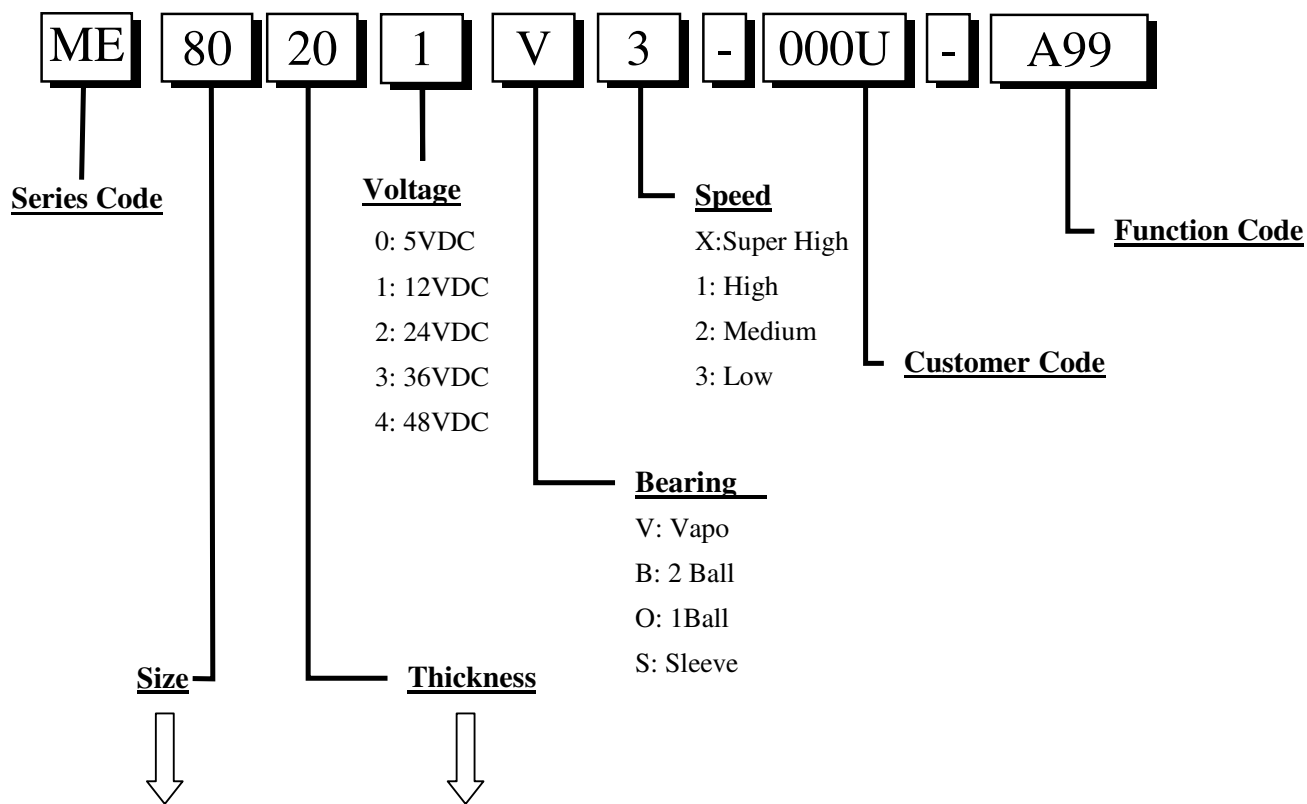 ME 80 20 1 V 3 - 000U - A99
Series Code
Voltage
0: 5VDC
1: 12VDC
2: 24VDC
3: 36VDC
4: 48VDC
Speed
X:Super High
1: High
2: Medium
3: Low
Function Code
Customer Code
Bearing
V: Vapo
B: 2 Ball
O: 1Ball
S: Sleeve
Size
Thickness